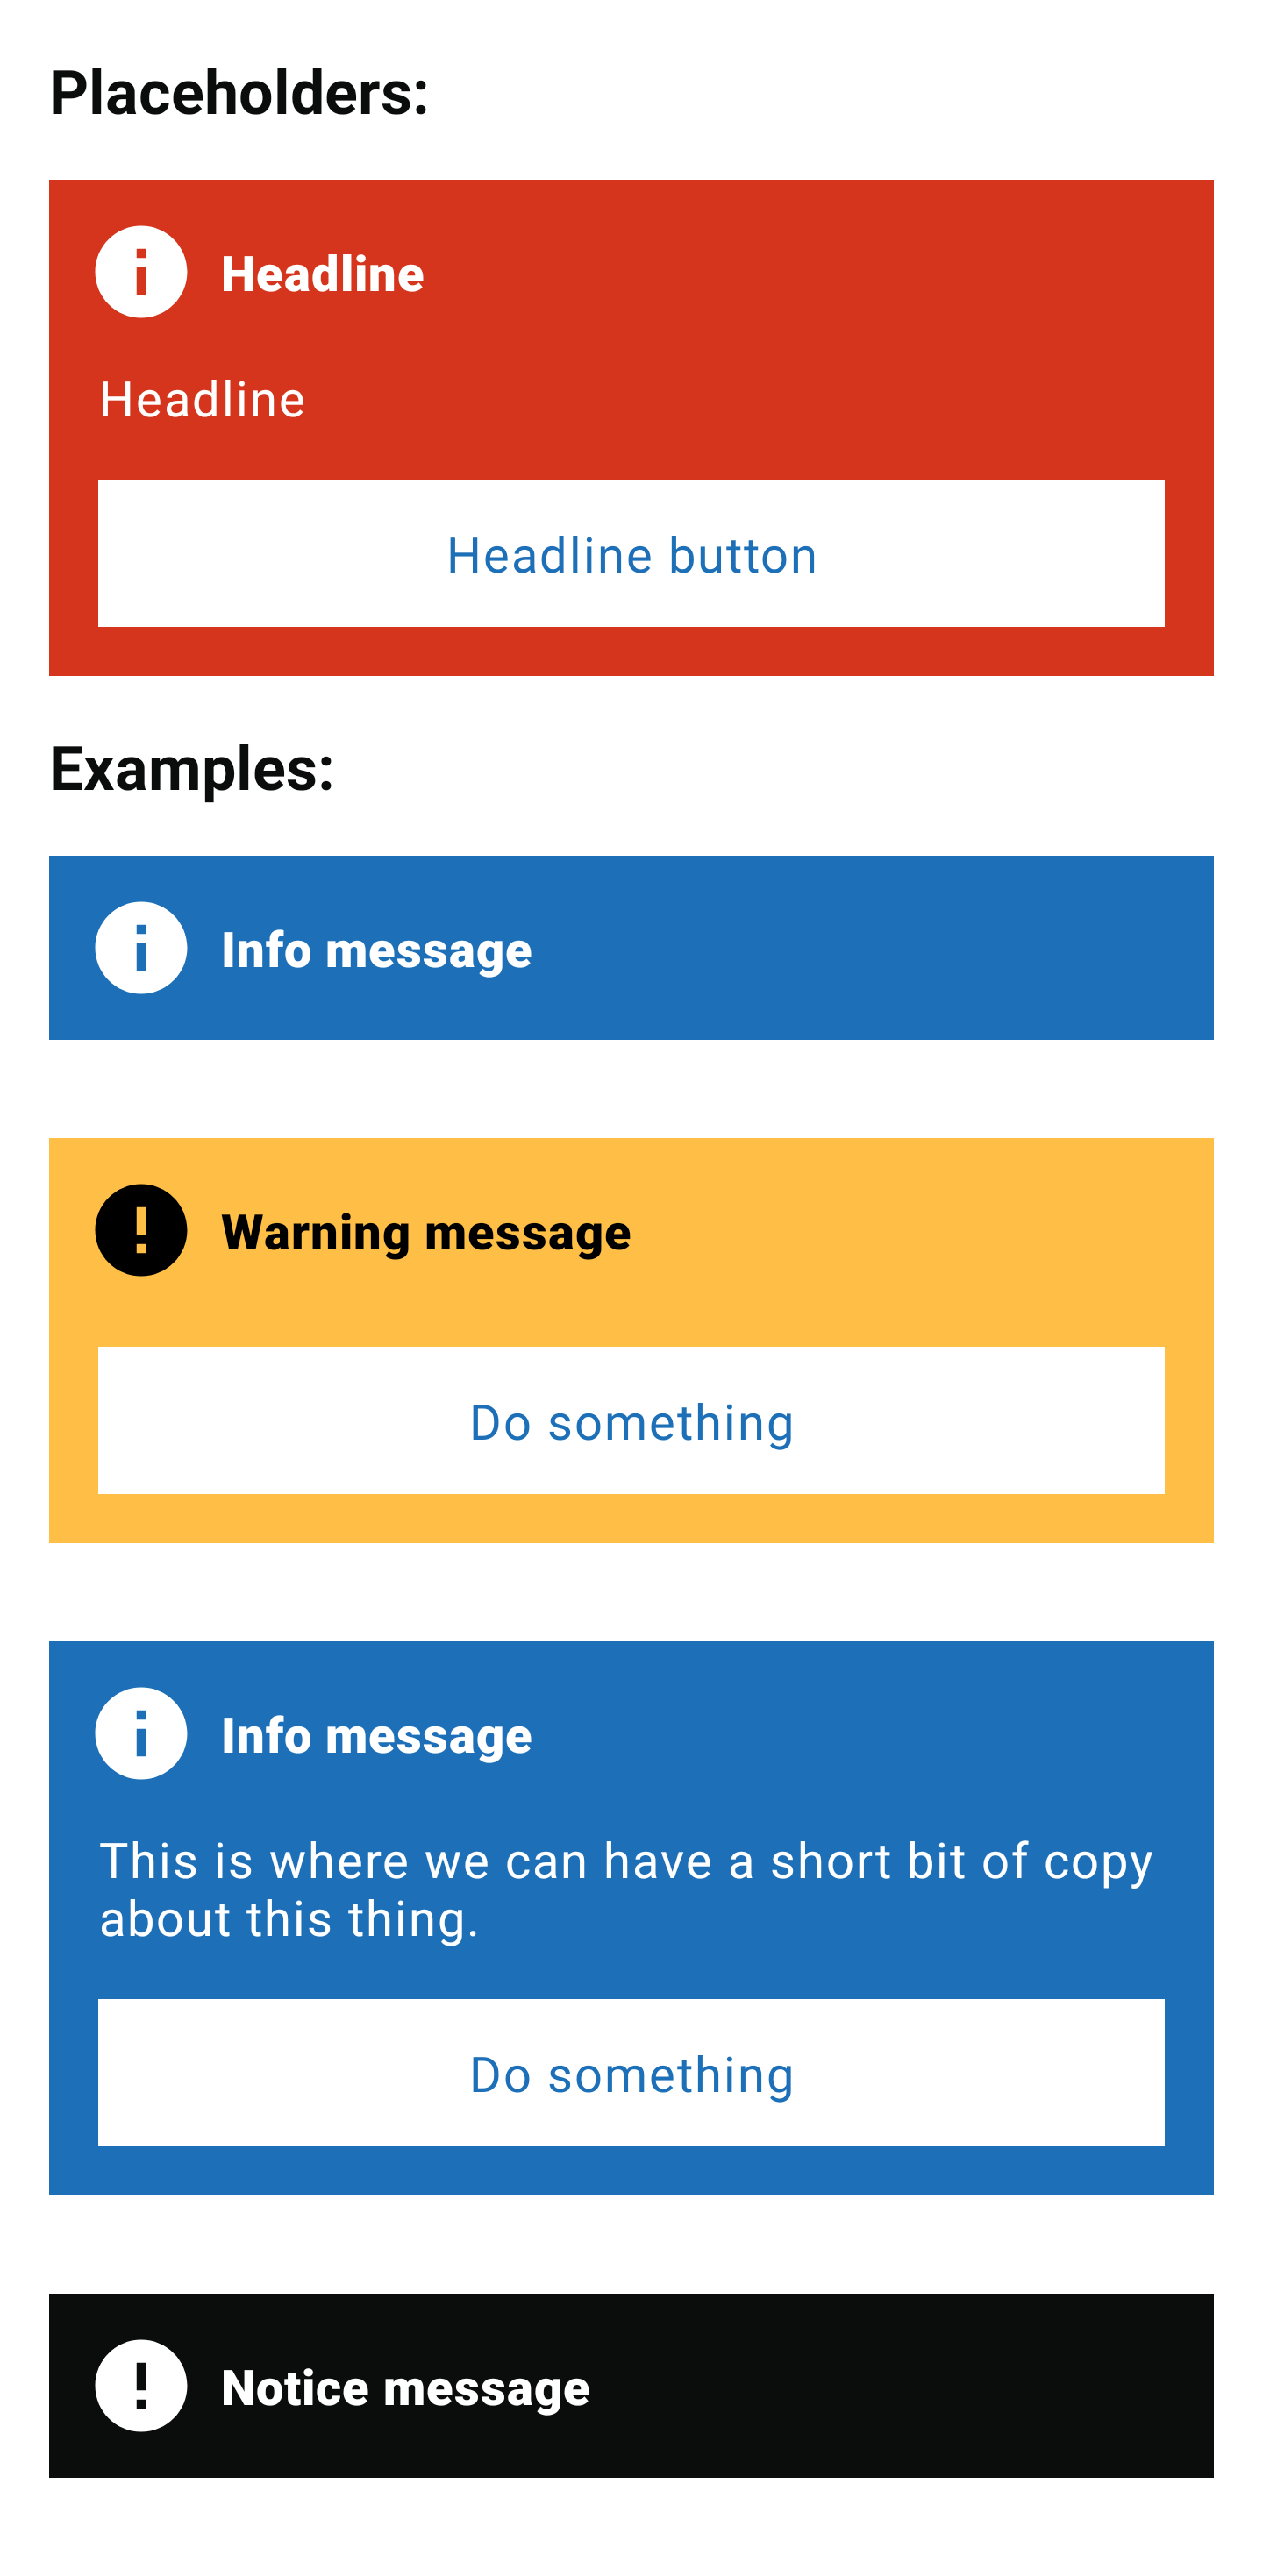 Placeholders:
Headline
Headline
Headline button
Examples:
Info message
Warning message
Do something
Info message
This is where we can have a short bit of copy
about this thing.
Do something
Notice message